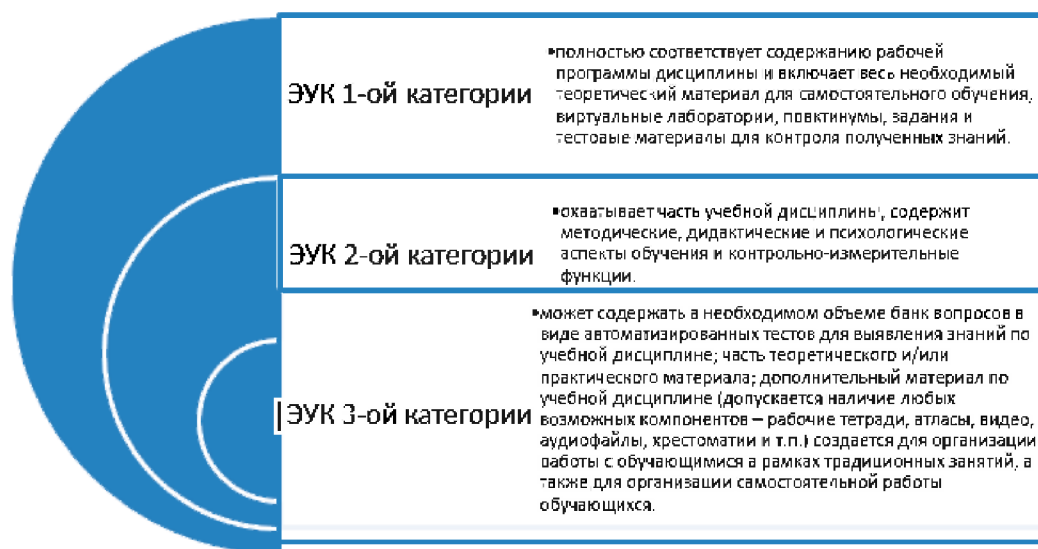 ЭУК 1-ой категории
•полностью соответствует содержанию рабочей
программы дисциплины и включает весь необходимый
теоретический материал для самостоятельного обучения,
виртуальные лаборатории, практикумы, задания и
тестовые материалы для контроля полученных знаний.
ЭУК 2-ой категории
•охватывает часть учебной дисциплины, содержит
методические, дидактические и психологические
аспекты обучения и контрольно-измерительные
функции.
ЭУК 3-ой категории
•может содержать в необходимом объеме банк вопросов в
виде автоматизированных тестов для выявления знаний по
учебной дисциплине; часть теоретического и/или
практического материала; дополнительный материал по
учебной дисциплине (допускается наличие любых
возможных компонентов – рабочие тетради, атласы, видео,
аудиофайлы, хрестоматии и т.п.) создается для организации
работы с обучающимися в рамках традиционных занятий, а
также для организации самостоятельной работы
обучающихся.